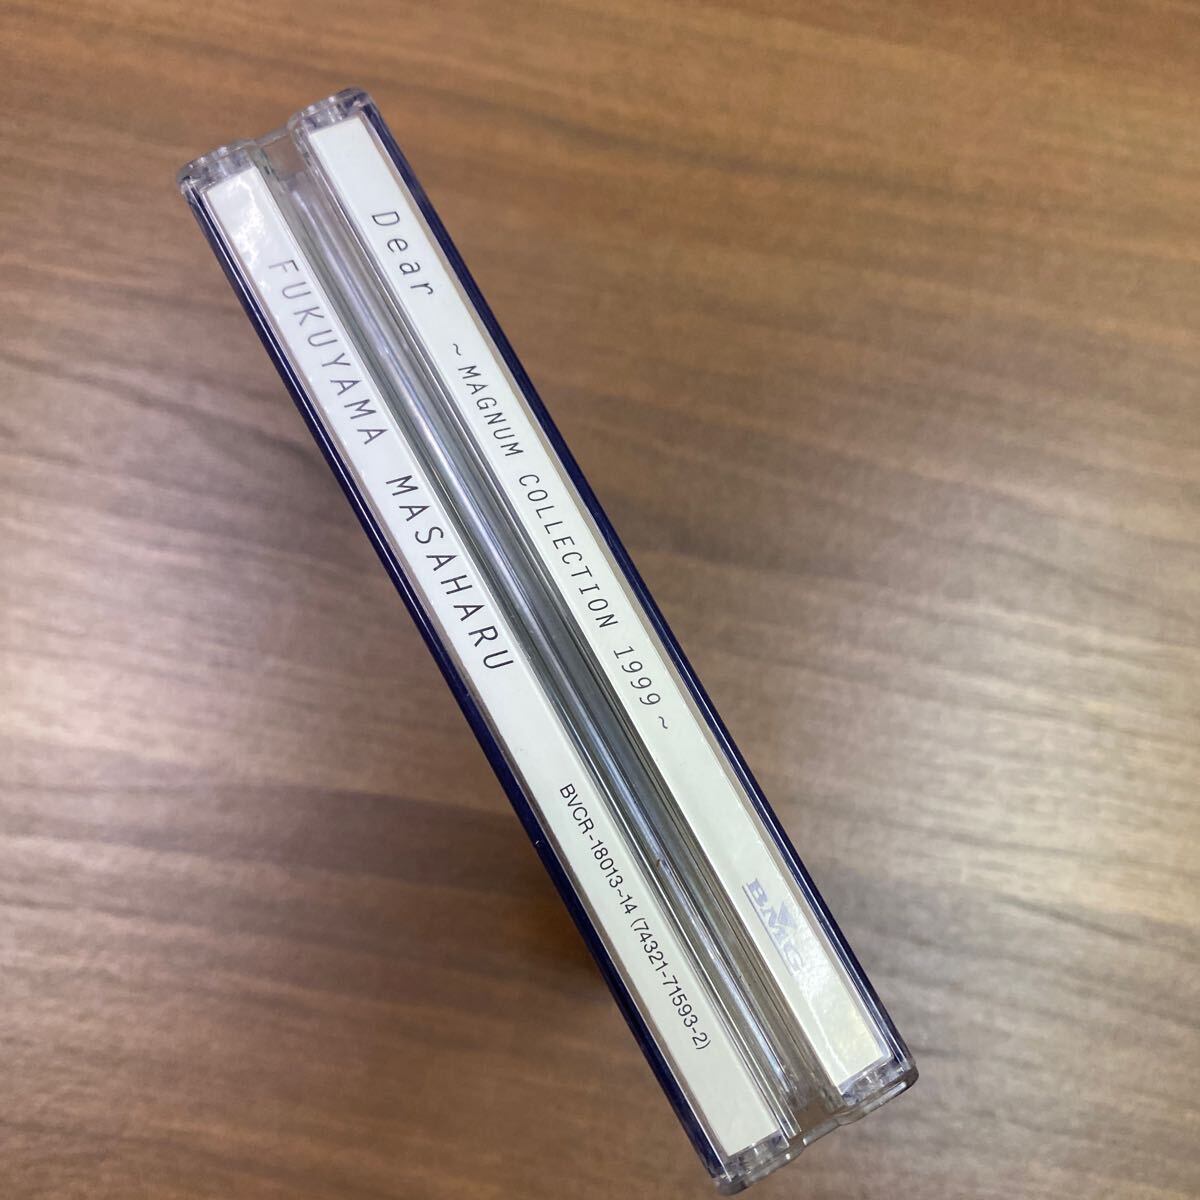 Dear ~MAGNUM COLLECTION 1999~ BMG
FUKUYAMA MASAHARU BVCR-18013~14 (74321-71593-2)